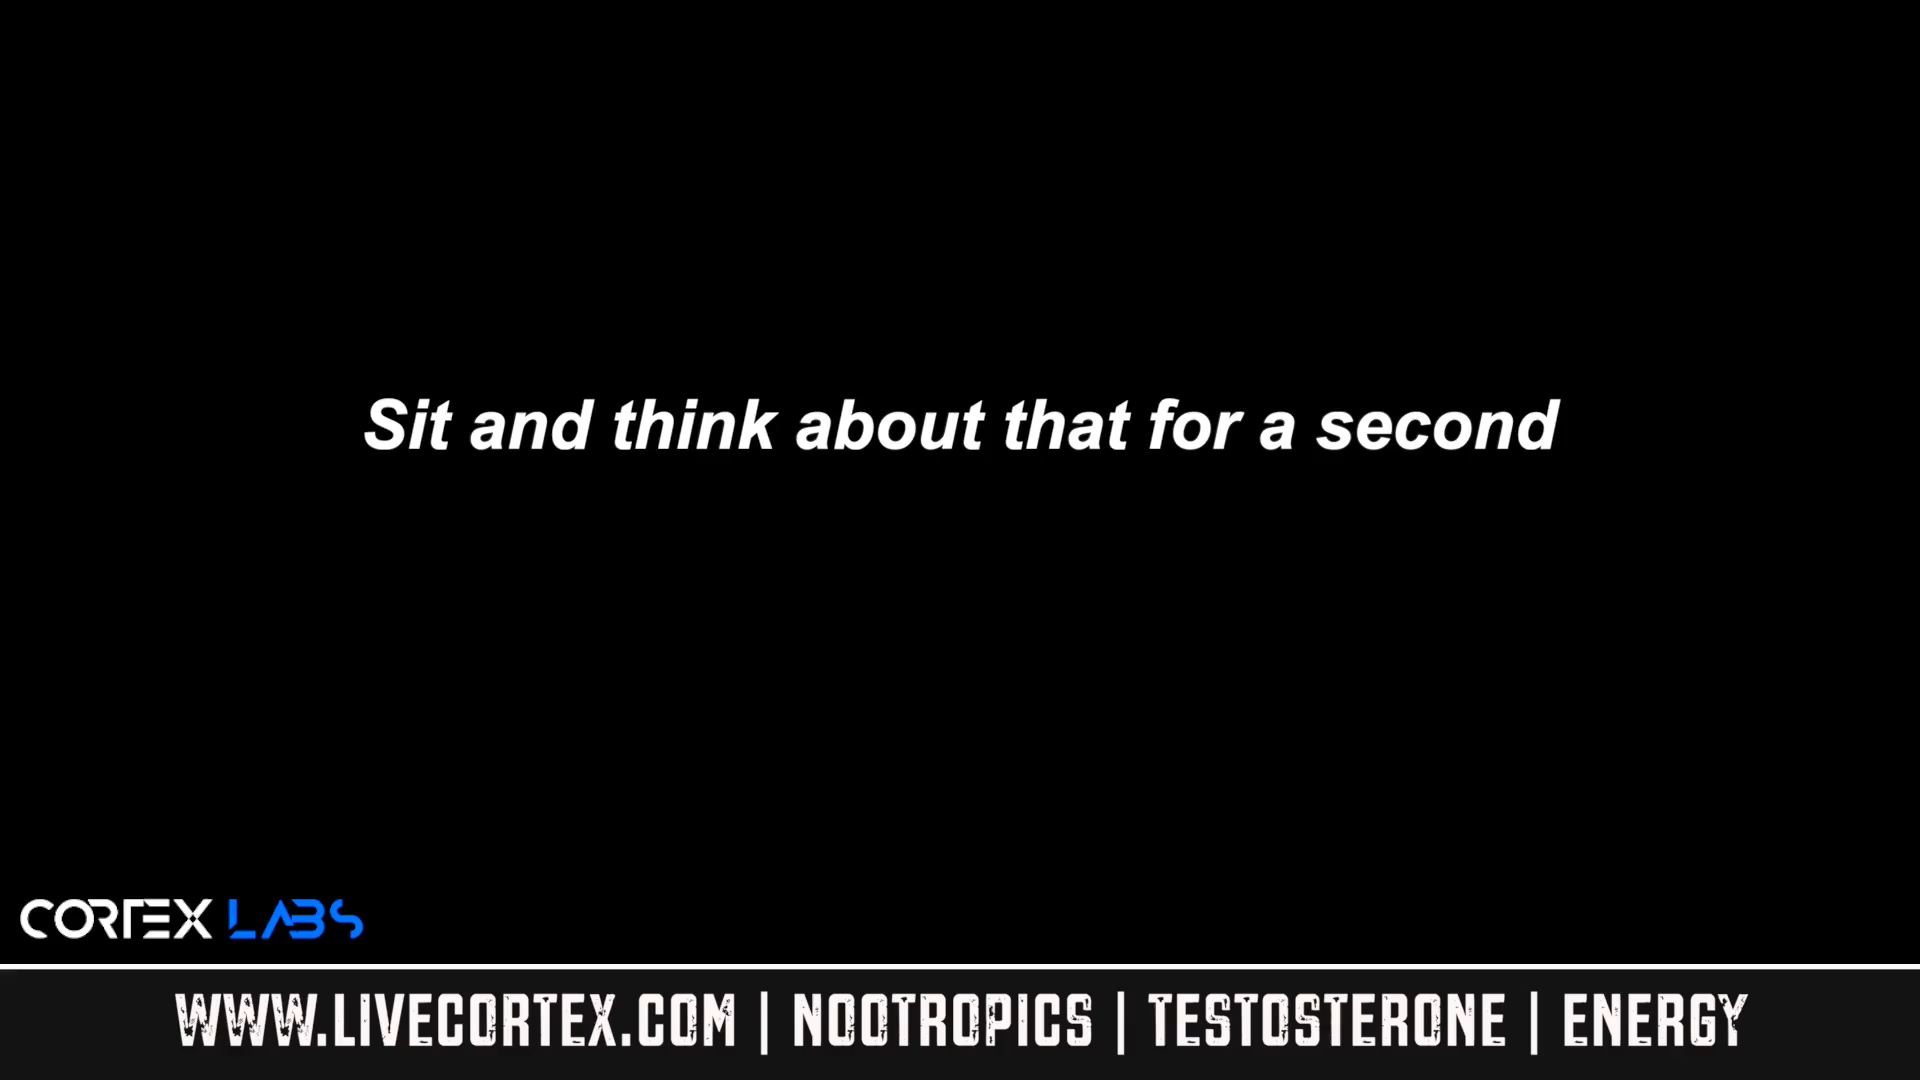 Sit and think about that for a second
CORTEX LABS
WWW.LIVECORTEX.COM | NOOTROPICS | TESTOSTERONE | ENERGY